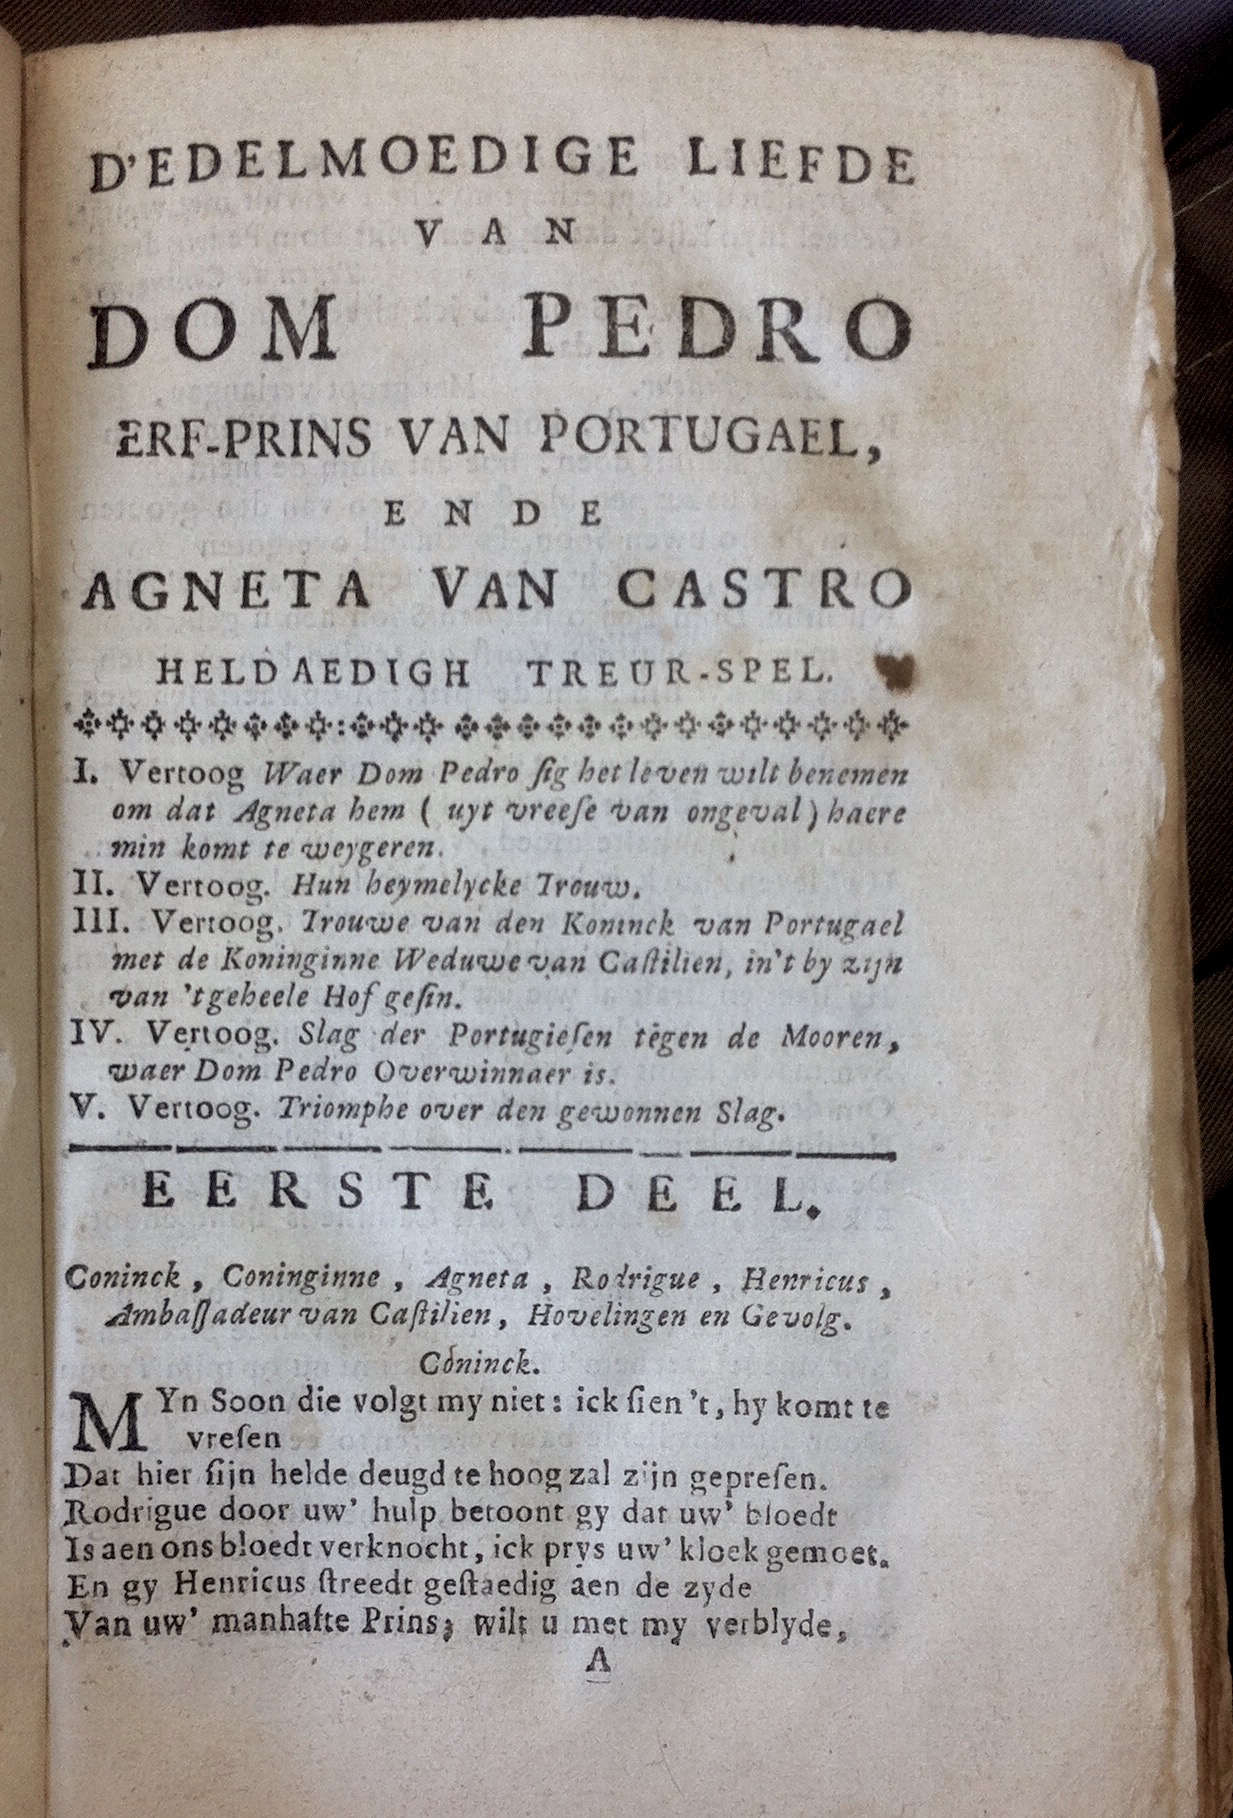 D'EDELMOEDIGE LIEFDE
VAN
DOM PEDRO
ERF-PRINS VAN PORTUGAEL,
ENDE
AGNETA VAN CASTRO
HELDAEDIGH TREUR-SPEL.
I. Vertoog Waer Dom Pedro ſig het leven wilt benemen
om dat Agneta hem ( uyt vreeſe van ongeval ) haere
min komt te weygeren.
II. Vertoog. Hun heymelycke Trouw.
III. Vertoog. Trouwe van den Koninck van Portugael
met de Koninginne Weduwe van Caſtilien, in't by zijn
van 't geheele Hof geſin.
IV. Vertoog. Slag der Portugieſen tegen de Mooren,
waer Dom Pedro Overwinnaer is.
V. Vertoog. Triomphe over den gewonnen Slag.
EERSTE DEEL.
Coninck, Coninginne, Agneta, Rodrigue, Henricus,
Ambaſſadeur van Caſtilien, Hovelingen en Gevolg.
Coninck.
MYn Soon die volgt my niet: ick ſien 't, hy komt te
vreſen
Dat hier ſijn helde deugd te hoog zal zijn gepreſen.
Rodrigue door uw' hulp betoont gy dat uw' bloedt
Is aen ons bloedt verknocht, ick prys uw' kloek gemoet.
En gy Henricus ſtreedt geſtaedig aen de zyde
Van uw' manhafte Prins; wilt u met my verblyde,
A